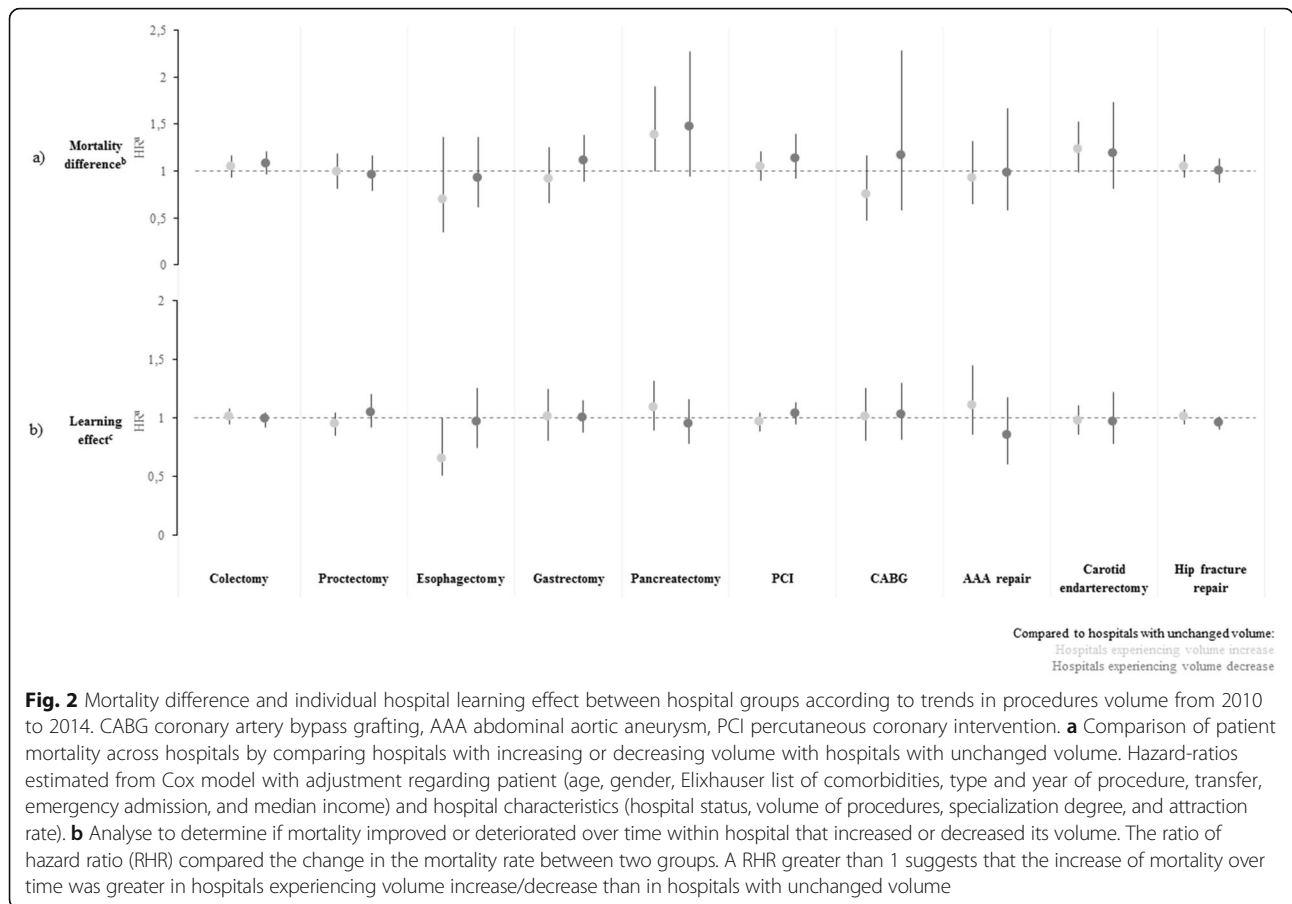 2,5
2
1,5
1
0,5
0
a) Mortality
differenceᵇ
HRᵃ
2
1,5
1
0,5
0
b) Learning
effectᶜ
HRᵃ
Colectomy
Proctectomy
Esophagectomy
Gastrectomy
Pancreatectomy
PCI
CABG
AAA repair
Carotid
endarterectomy
Hip fracture
repair
Compared to hospitals with unchanged volume:
Hospitals experiencing volume increase
Hospitals experiencing volume decrease
Fig. 2 Mortality difference and individual hospital learning effect between hospital groups according to trends in procedures volume from 2010
to 2014. CABG coronary artery bypass grafting, AAA abdominal aortic aneurysm, PCI percutaneous coronary intervention. a Comparison of patient
mortality across hospitals by comparing hospitals with increasing or decreasing volume with hospitals with unchanged volume. Hazard-ratios
estimated from Cox model with adjustment regarding patient (age, gender, Elixhauser list of comorbidities, type and year of procedure, transfer,
emergency admission, and median income) and hospital characteristics (hospital status, volume of procedures, specialization degree, and attraction
rate). b Analyse to determine if mortality improved or deteriorated over time within hospital that increased or decreased its volume. The ratio of
hazard ratio (RHR) compared the change in the mortality rate between two groups. A RHR greater than 1 suggests that the increase of mortality over
time was greater in hospitals experiencing volume increase/decrease than in hospitals with unchanged volume